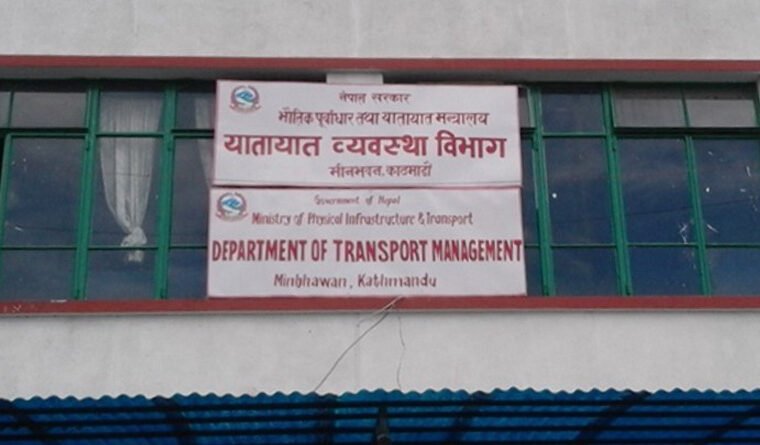 नेपाल सरकार
भौतिक पूर्वाधार तथा यातायात मन्त्रालय
यातायात व्यवस्था विभाग
मीनभवन, काठमाडौं
Government of Nepal
Ministry of Physical Infrastructure & Transport
DEPARTMENT OF TRANSPORT MANAGEMENT
Minbhawan, Kathmandu